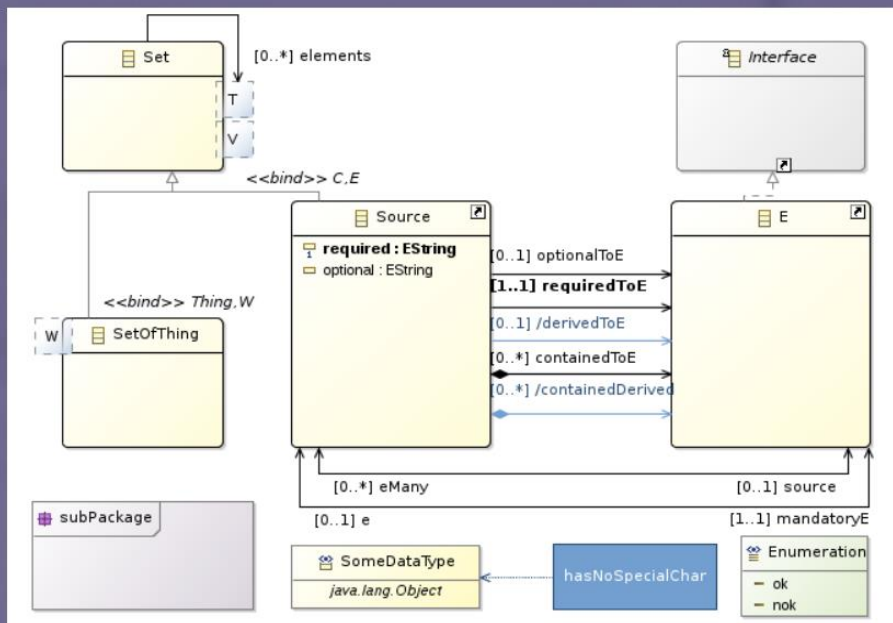 Set
[0..*] elements
T
V
Interface
<<bind>> C,E
Source
required : EString
optional : EString
E
[0..1] optionalToE
[1..1] requiredToE
[0..1] /derivedToE
[0..*] containedToE
[0..*] /containedDerived
<<bind>> Thing,W
W
SetOfThing
[0..*] eMany
[0..1] source
[0..1] e
[1..1] mandatoryE
subPackage
SomeDataType
java.lang.Object
hasNoSpecialChar
Enumeration
ok
nok